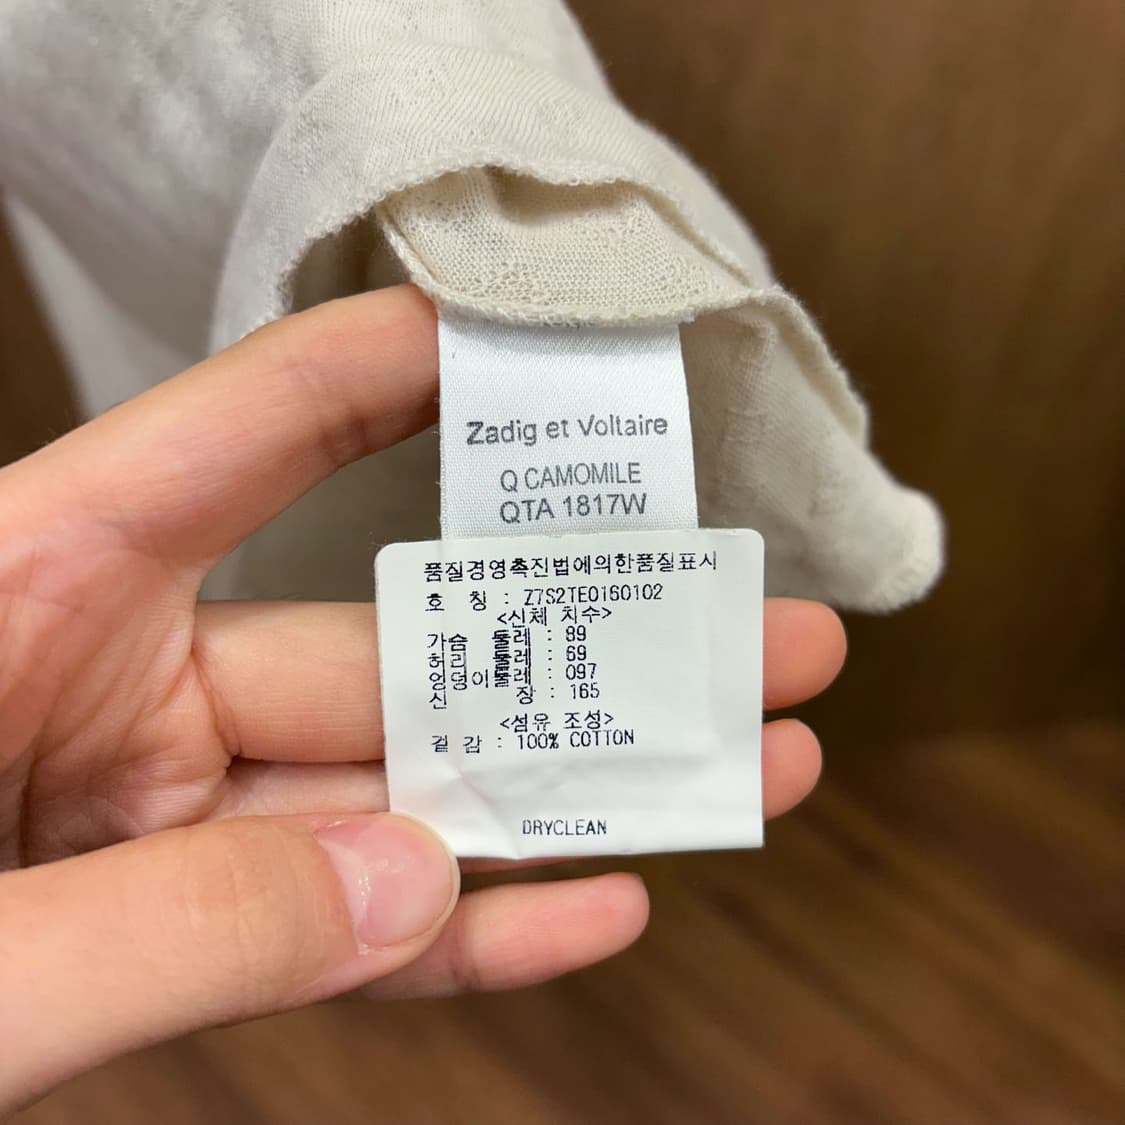 Zadig et Voltaire
Q CAMOMILE
QTA 1817W
품질경영촉진법에의한품질표시
호 칭 : Z7S2TE0160102
<신체 치수>
가슴 둘레 : 89
허리 둘레 : 69
엉덩이둘레 : 097
신 장 : 165
<섬유 조성>
겉 감 : 100% COTTON
DRYCLEAN